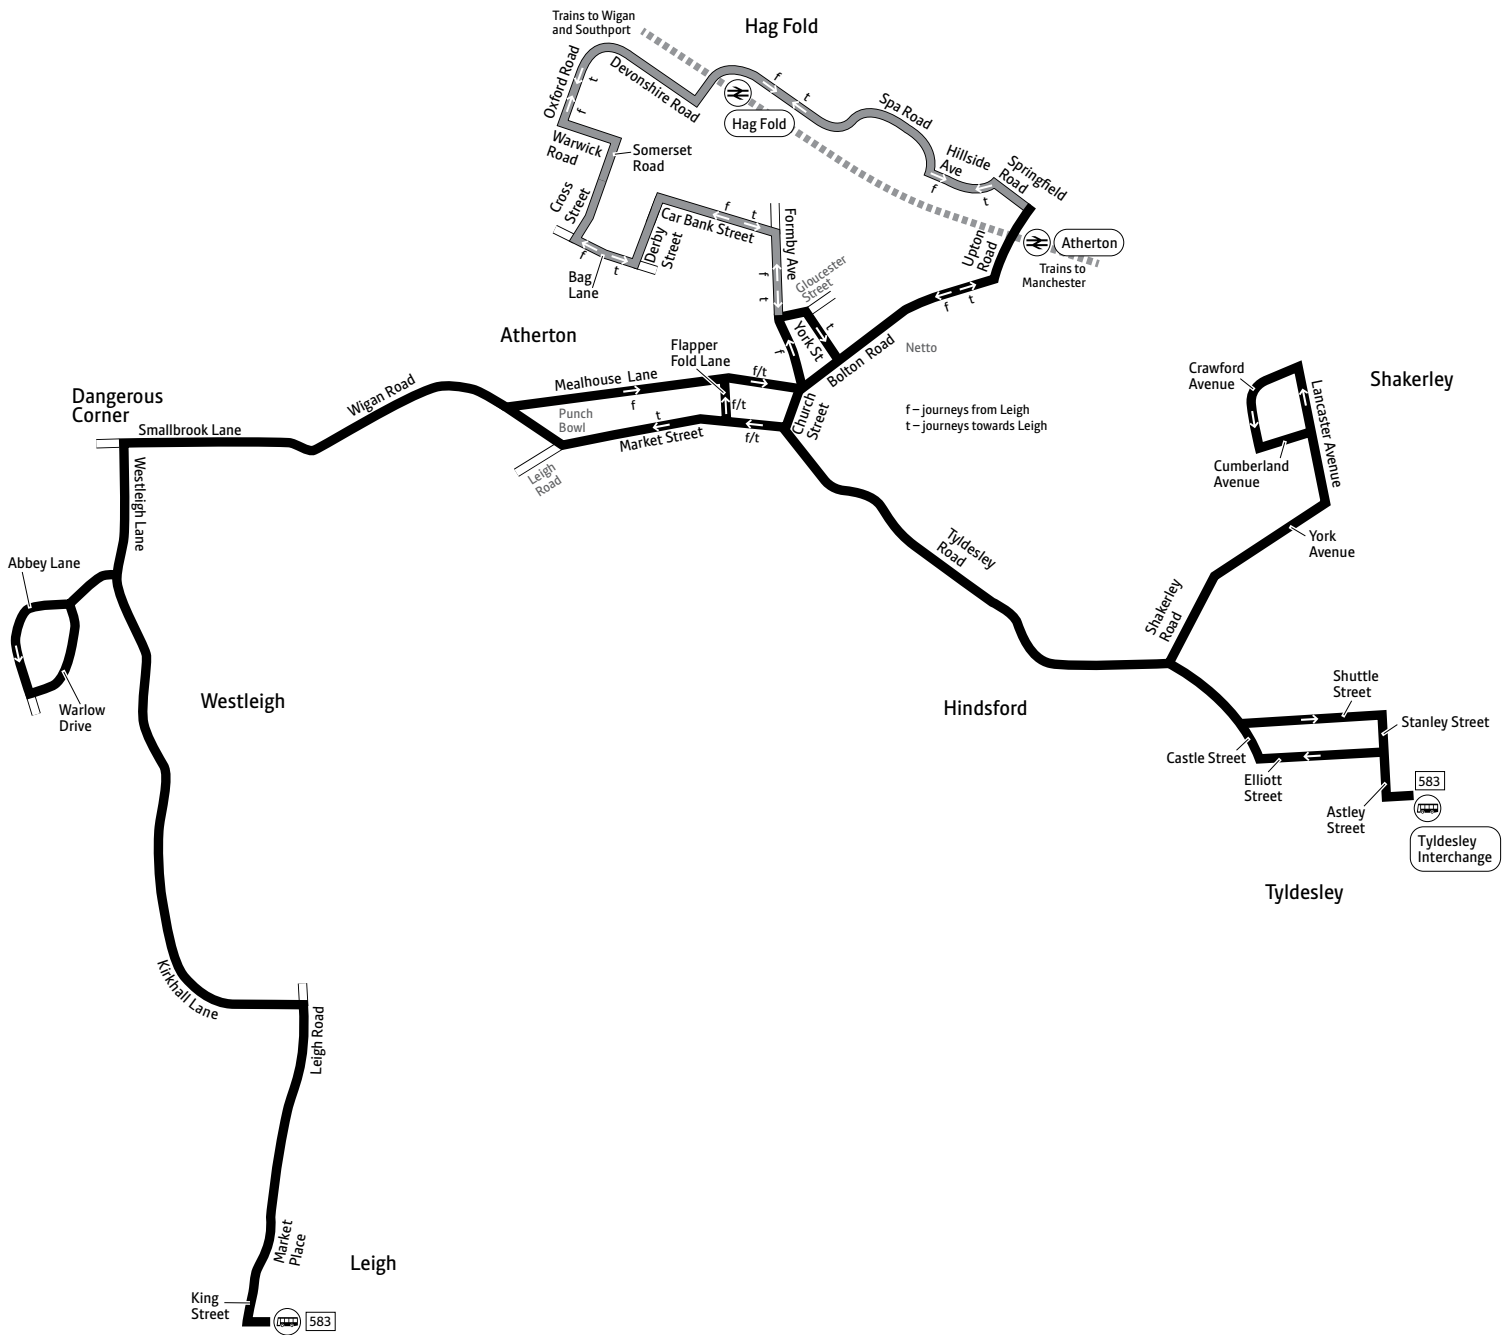 Trains to Wigan
and Southport
Hag Fold
Oxford Road
t
f
Devonshire Road
f
t
Hag Fold
Spa Road
Warwick
Road
Somerset
Road
Hillside
Ave
f
t
Springfield
Road
Cross
Street
Car Bank Street
f
t
Derby
Street
f
t
Bag
Lane
Formby Ave
f
t
Gloucester
Street
Upton
Road
Atherton
Trains to
Manchester
f
t
Atherton
York St
t
f
Bolton Road
Netto
Flapper
Fold Lane
Mealhouse Lane
f
f/t
f/t
f/t
Punch
Bowl
t
Market Street
Church
Street
Leigh
Road
f – journeys from Leigh
t – journeys towards Leigh
Crawford
Avenue
Shakerley
Lancaster Avenue
Cumberland
Avenue
York
Avenue
Dangerous
Corner
Wigan Road
Smallbrook Lane
Westleigh Lane
Abbey Lane
Warlow
Drive
Westleigh
Tyldesley
Road
Shakerley
Road
Hindsford
Shuttle
Street
Stanley Street
Castle Street
Elliott
Street
Astley
Street
583
Tyldesley
Interchange
Tyldesley
Kirkhall Lane
Leigh Road
Market
Place
Leigh
King
Street
583